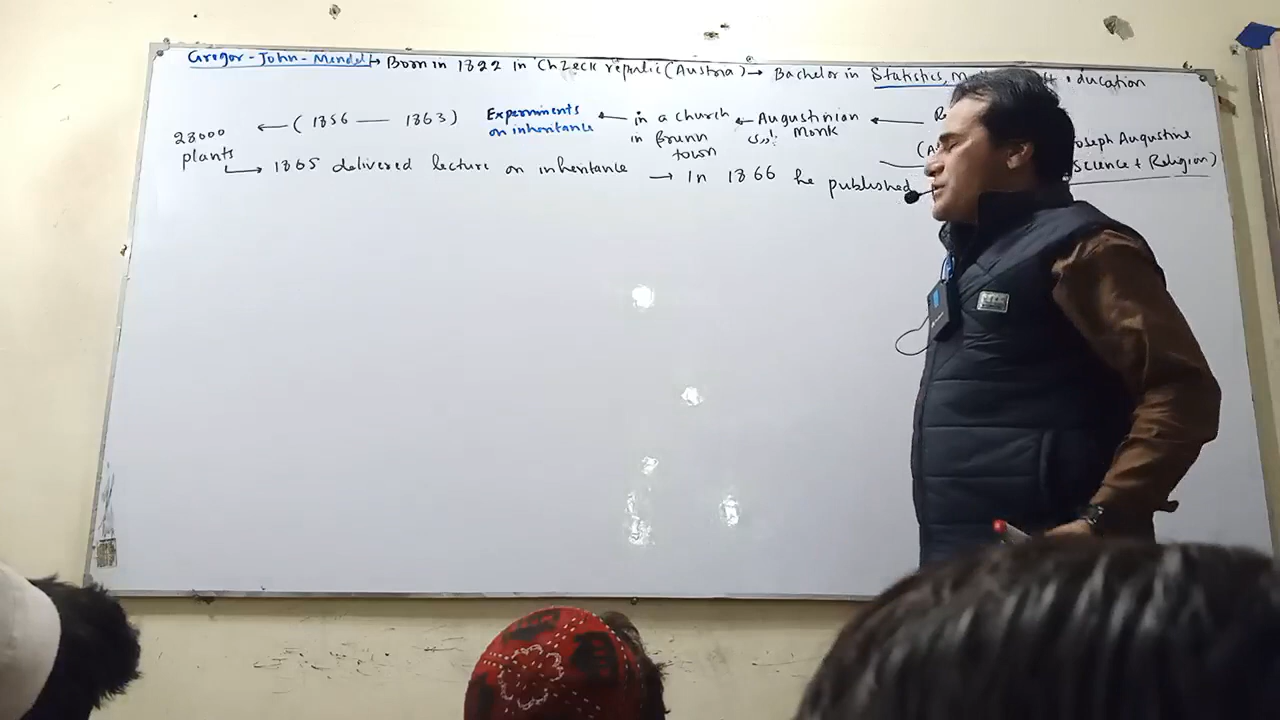 Gregor-John-Mendel → Born in 1822 in Chzeck republic (Austria) → Bachelor in Statistics, ducation
28000 plants ← (1856 — 1863) Experiments on inheritance ← in a church in Brunn town ← Augustinian Monk ←
Joseph Augustine
Science + Religion)
→ 1865 delivered lecture on inheritance → In 1866 he published